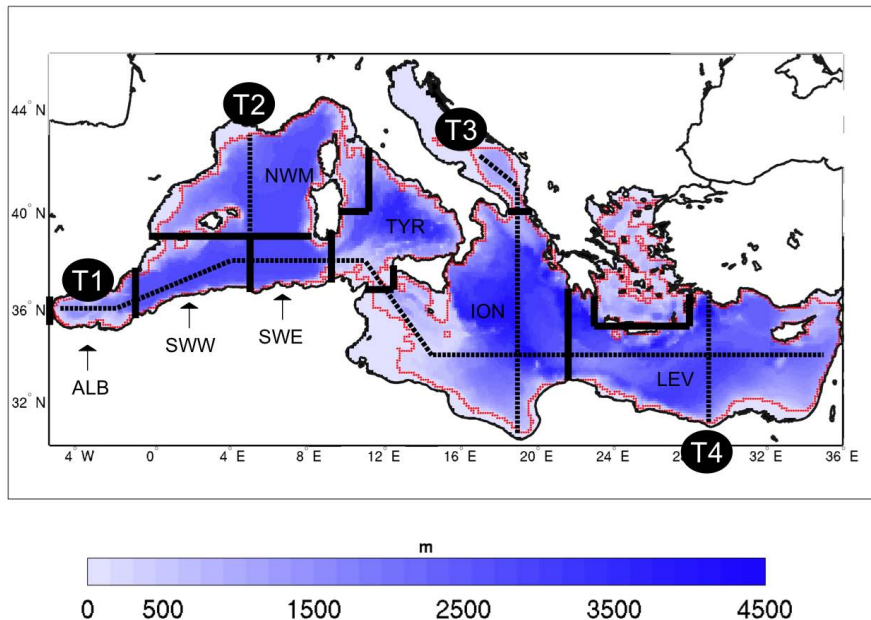 T2
T3
44° N
NWM
40° N
TYR
T1
36° N
ION
SWW
SWE
LEV
ALB
32° N
T4
4° W
0
4° E
8° E
12° E
16° E
20° E
24° E
28° E
32° E
36° E
m
0
500
1500
2500
3500
4500